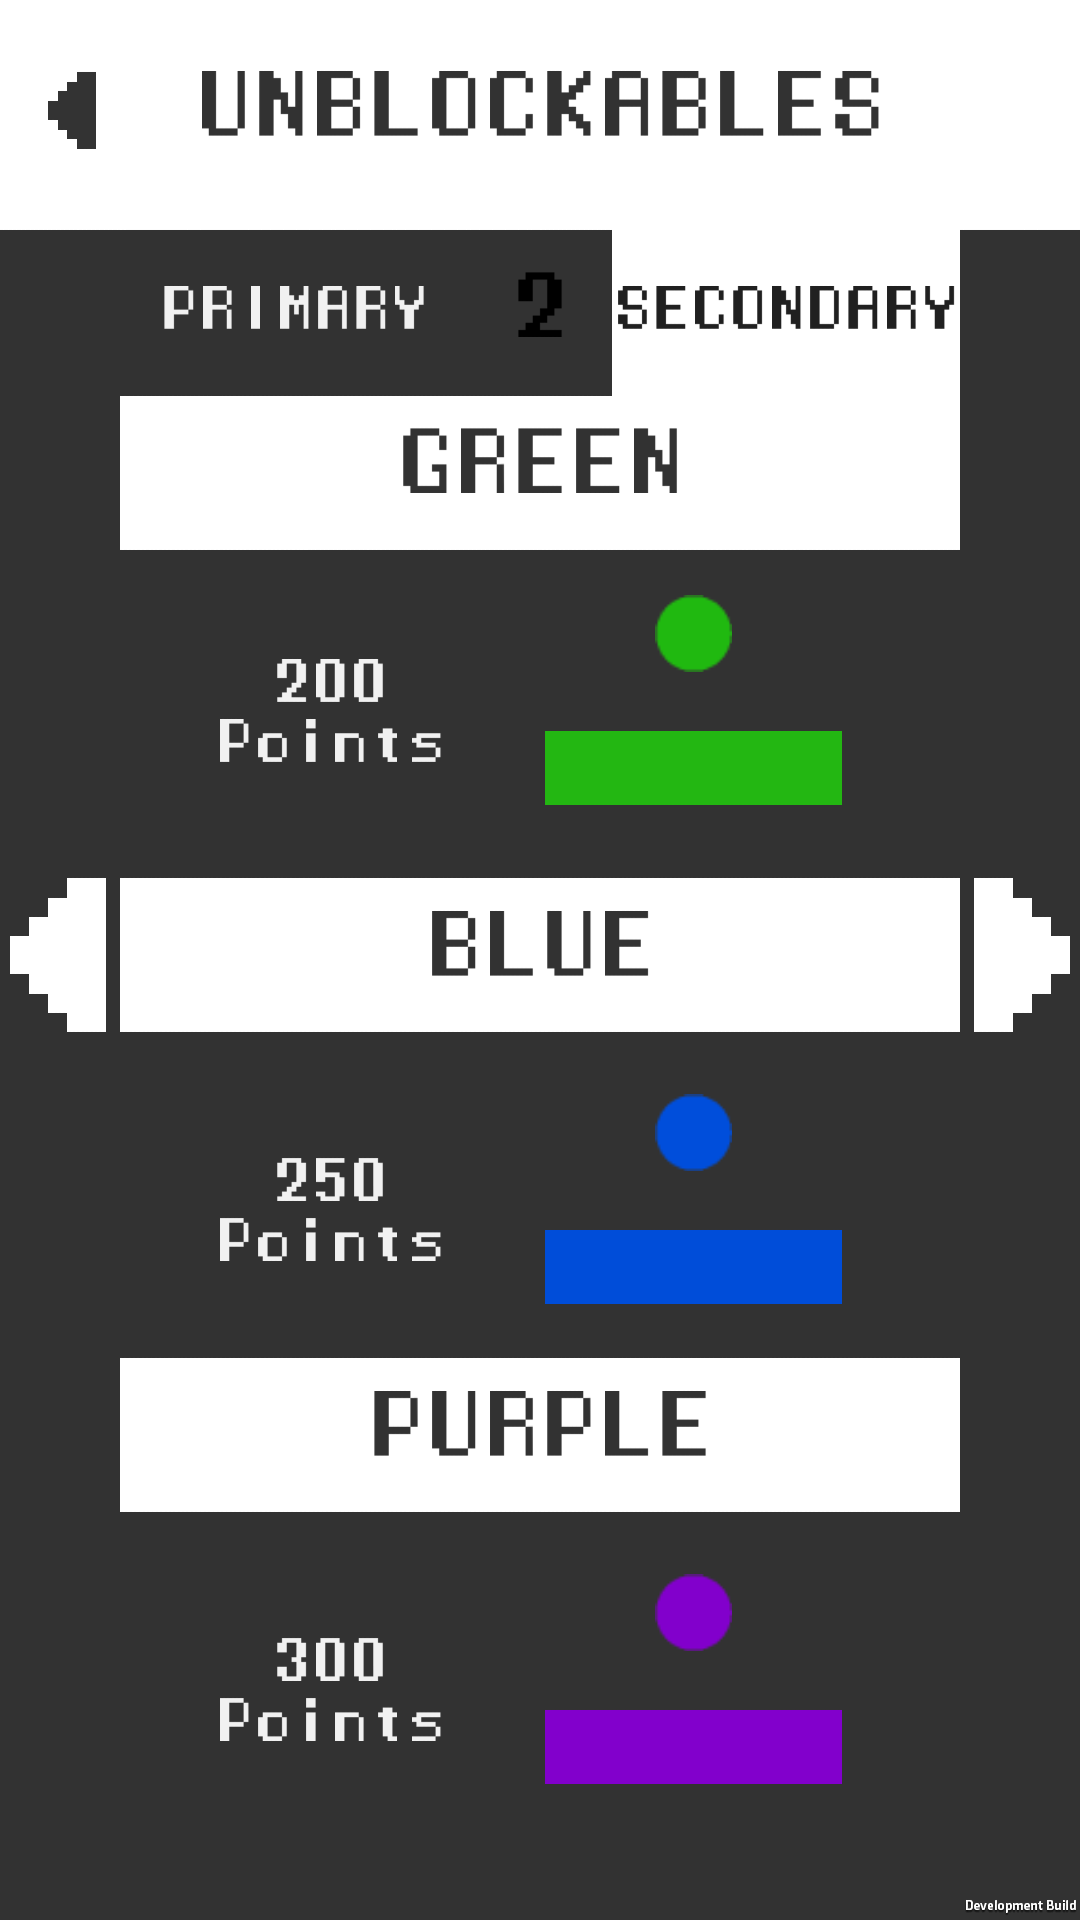 UNBLOCKABLES
PRIMARY 2 SECONDARY
GREEN
200
Points
BLUE
250
Points
PURPLE
300
Points
Development Build